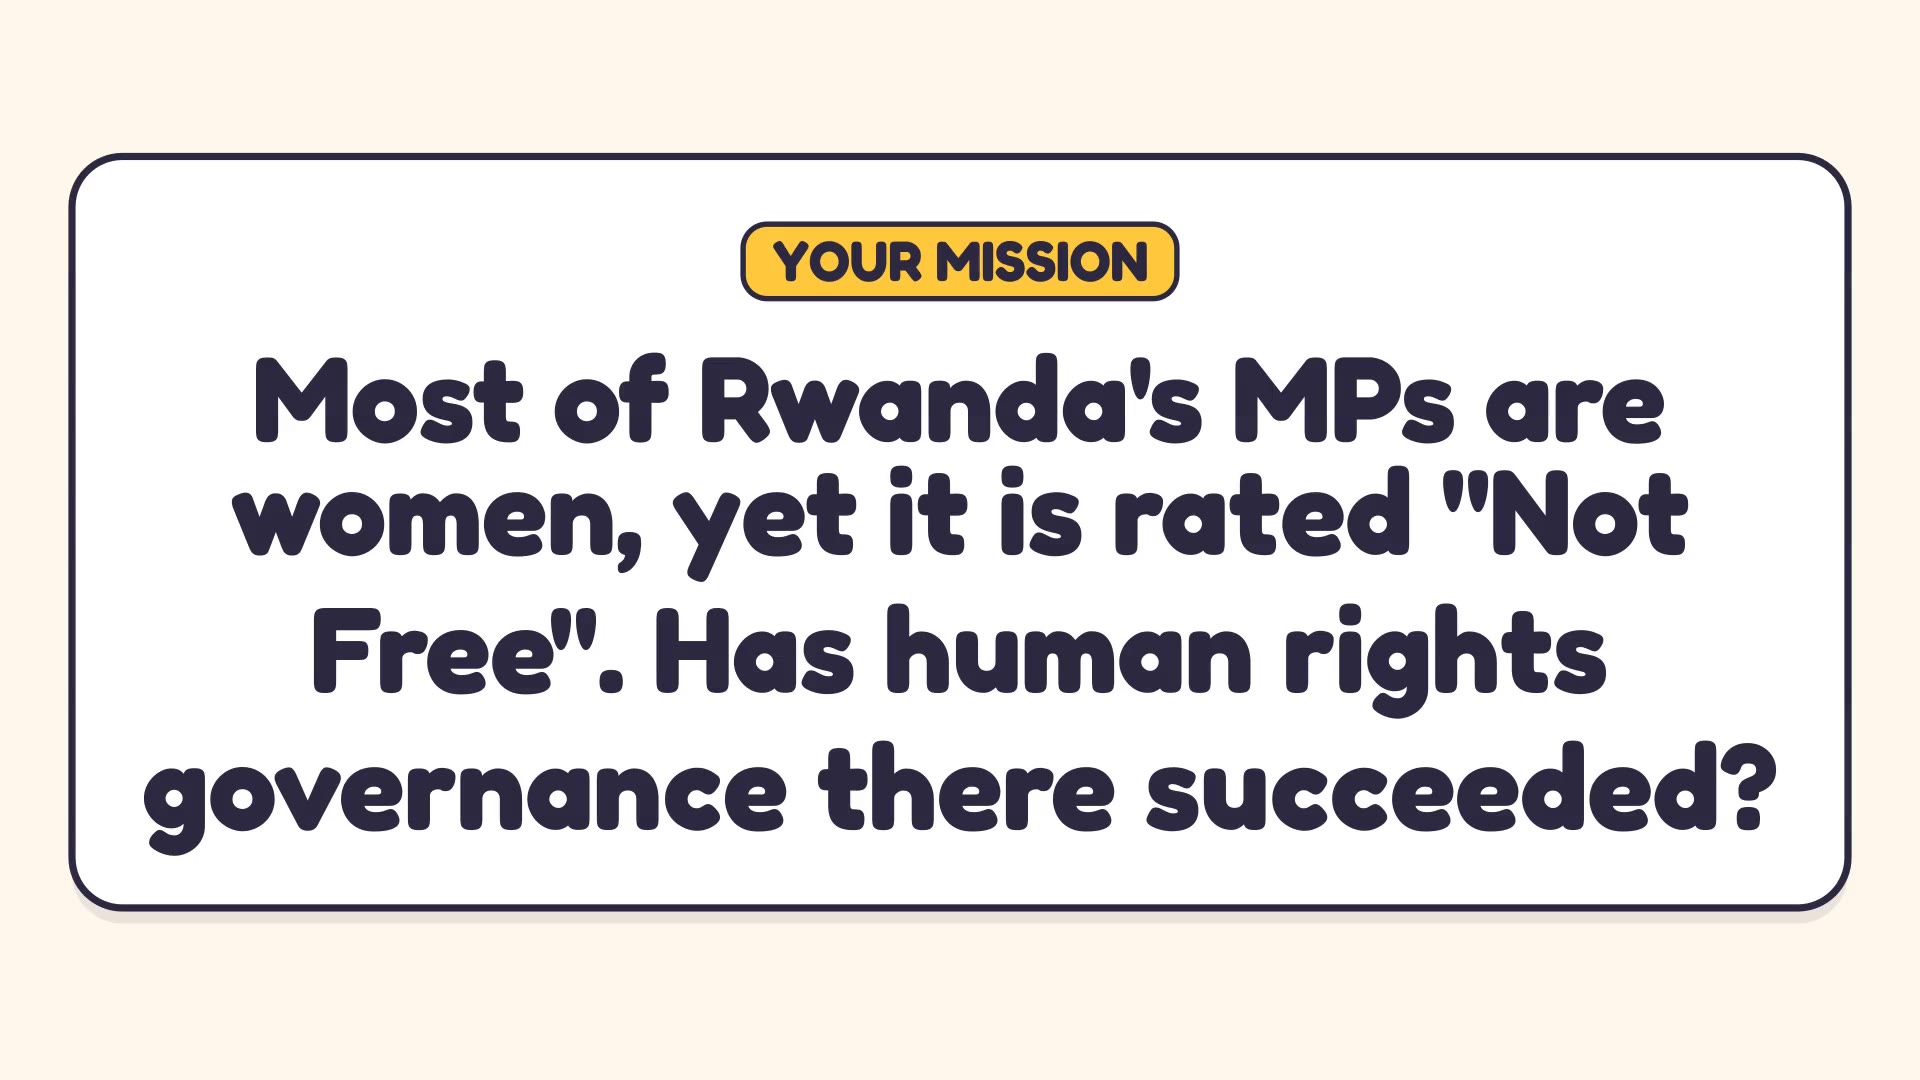 YOUR MISSION
Most of Rwanda's MPs are
women, yet it is rated "Not
Free". Has human rights
governance there succeeded?